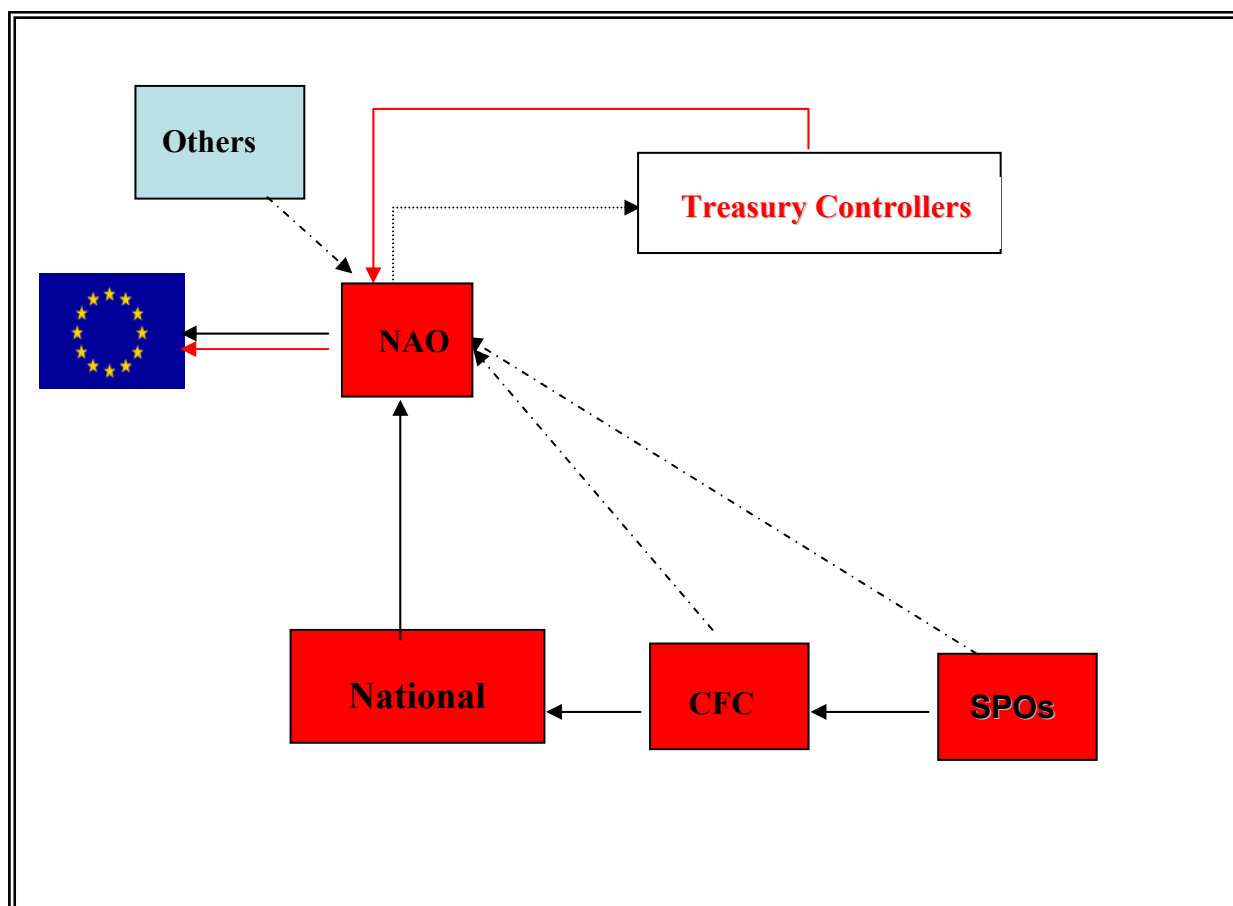 Others
Treasury Controllers
NAO
National
CFC
SPOs